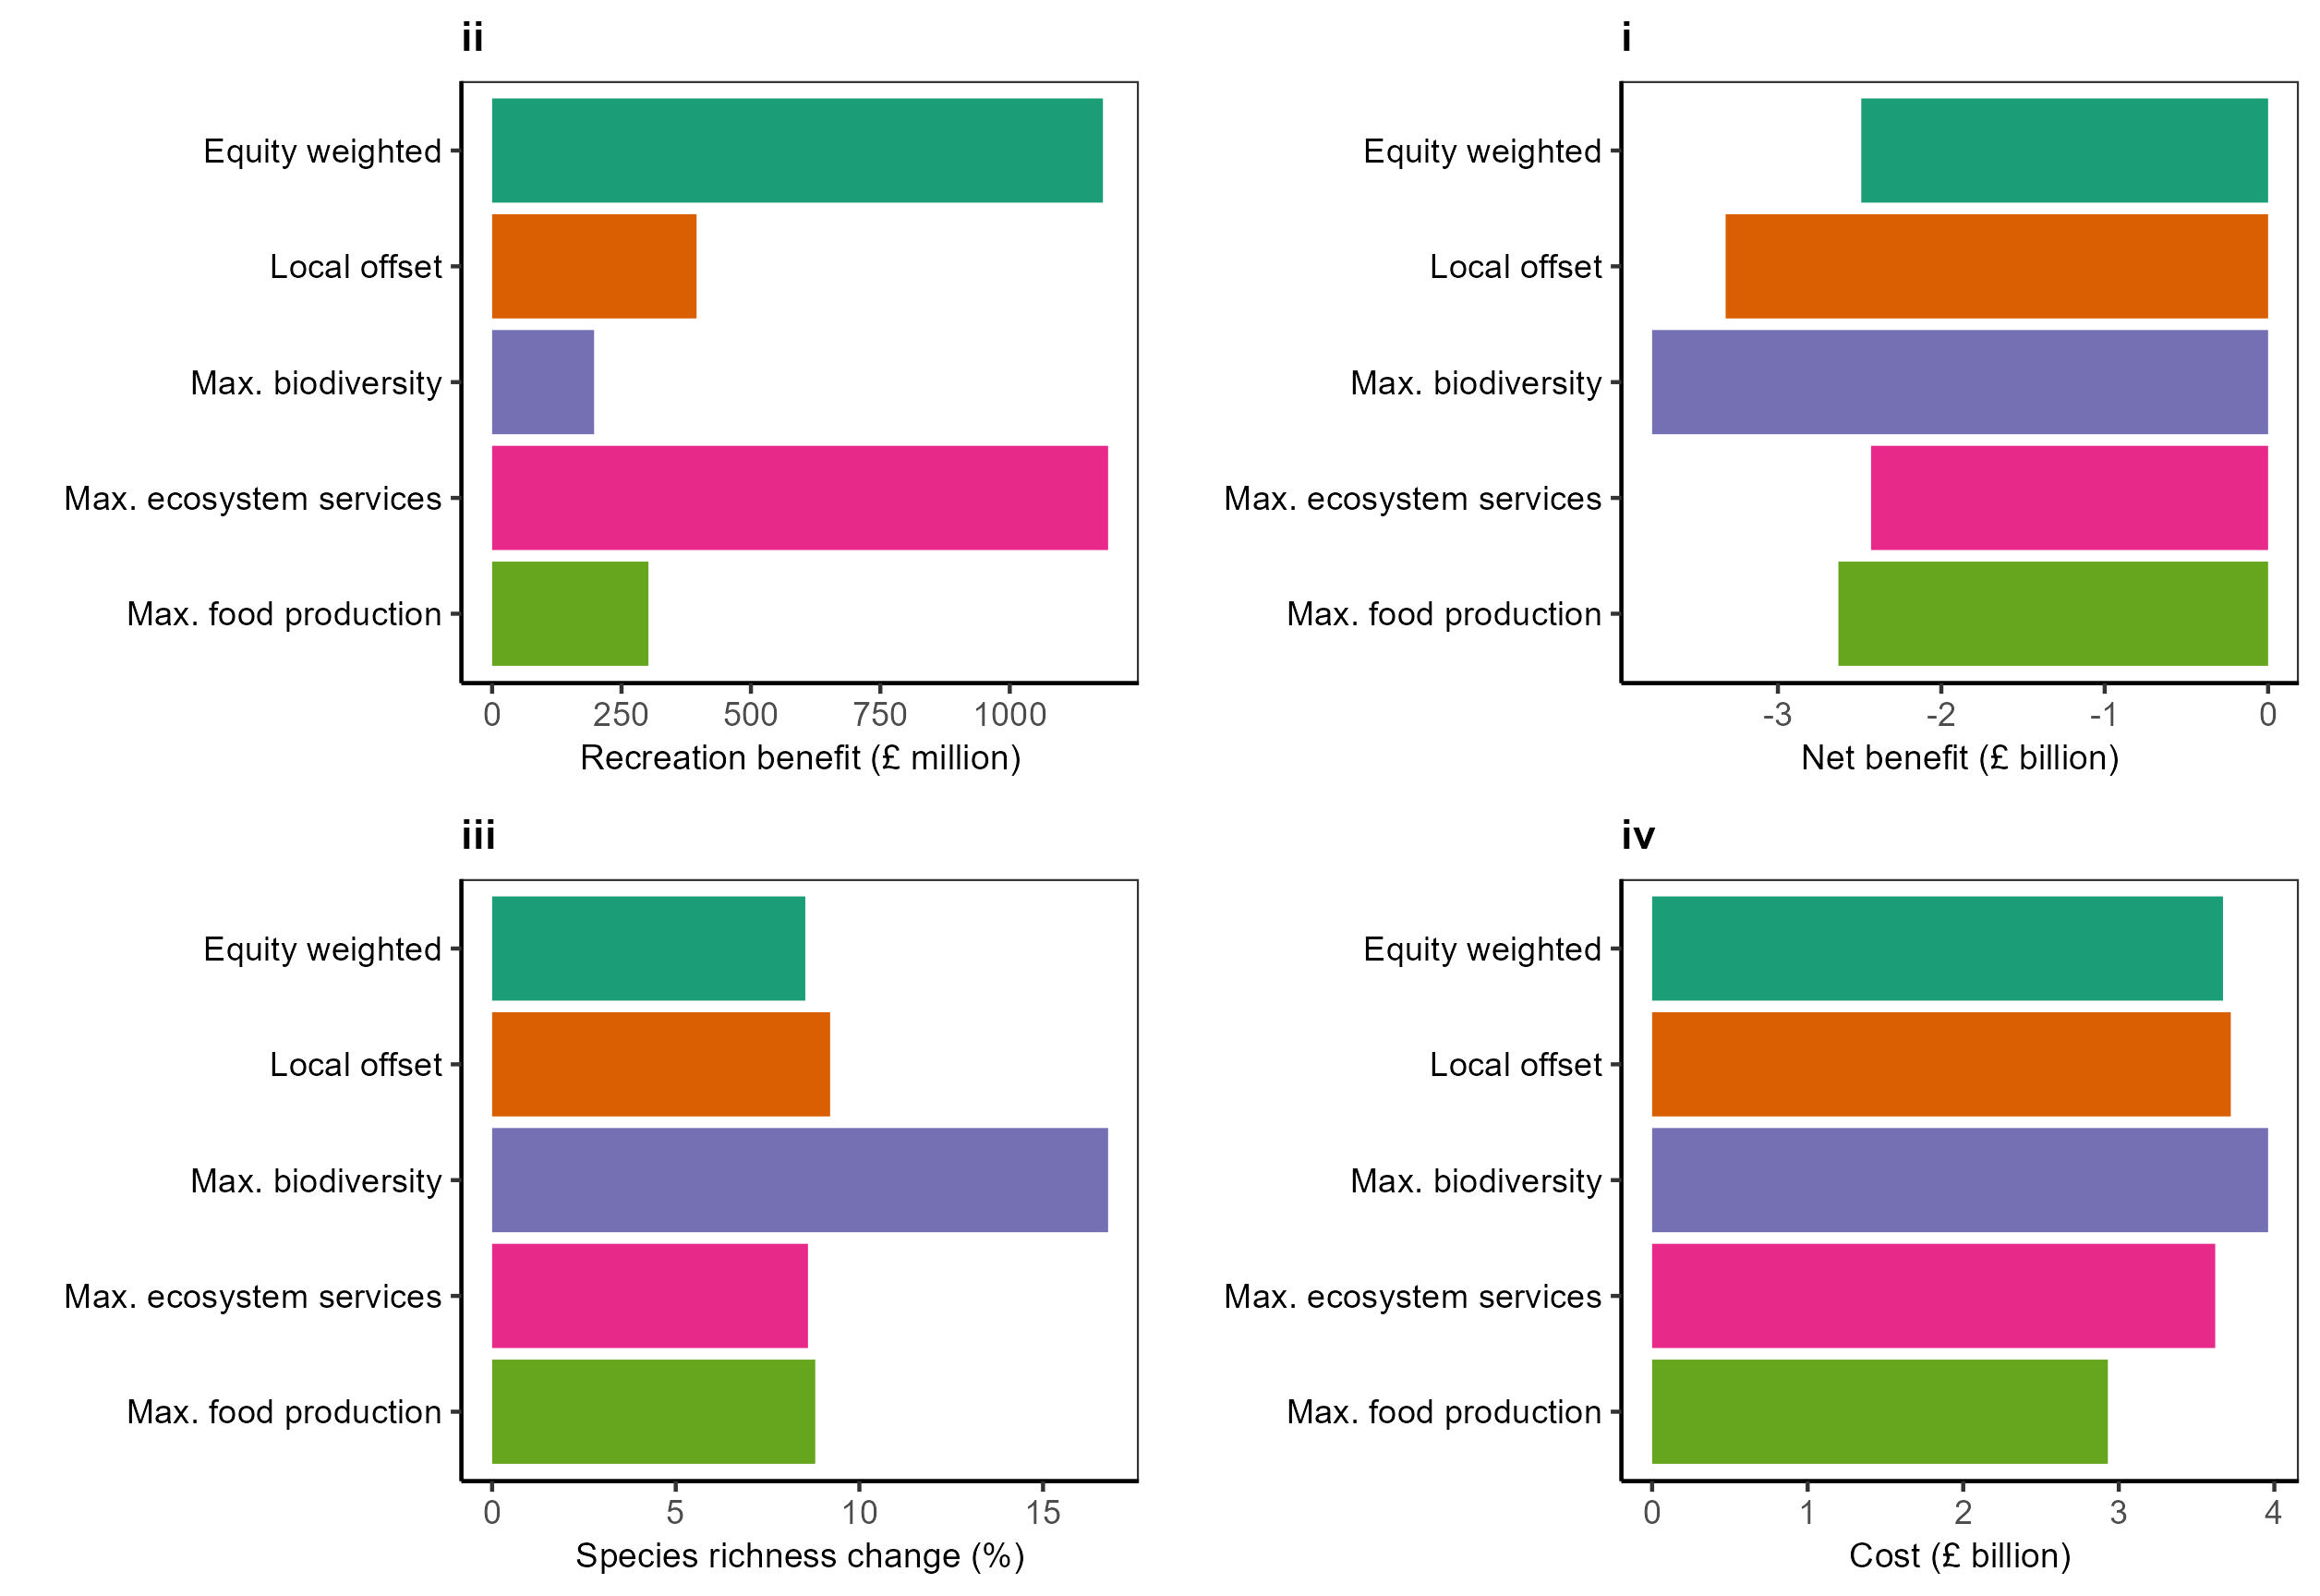 ii
Equity weighted
Local offset
Max. biodiversity
Max. ecosystem services
Max. food production
0 250 500 750 1000
Recreation benefit (£ million)
i
Equity weighted
Local offset
Max. biodiversity
Max. ecosystem services
Max. food production
-3 -2 -1 0
Net benefit (£ billion)
iii
Equity weighted
Local offset
Max. biodiversity
Max. ecosystem services
Max. food production
0 5 10 15
Species richness change (%)
iv
Equity weighted
Local offset
Max. biodiversity
Max. ecosystem services
Max. food production
0 1 2 3 4
Cost (£ billion)